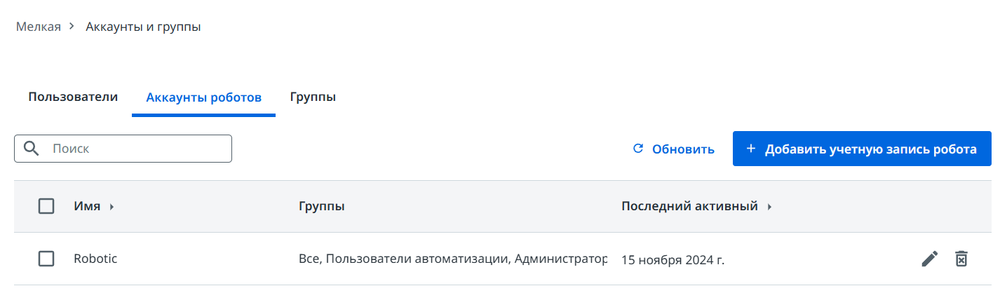 Мелкая > Аккаунты и группы
Пользователи Аккаунты роботов Группы
Поиск Обновить + Добавить учетную запись робота
Имя Группы Последний активный
Robotic Все, Пользователи автоматизации, Администратор 15 ноября 2024 г.